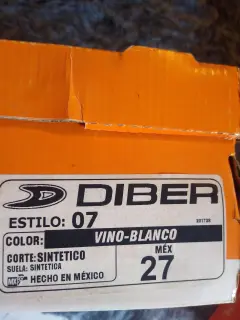 DIBER
ESTILO: 07
COLOR: VINO-BLANCO
CORTE: SINTETICO
SUELA: SINTETICA
HECHO EN MÉXICO
MÉX
27